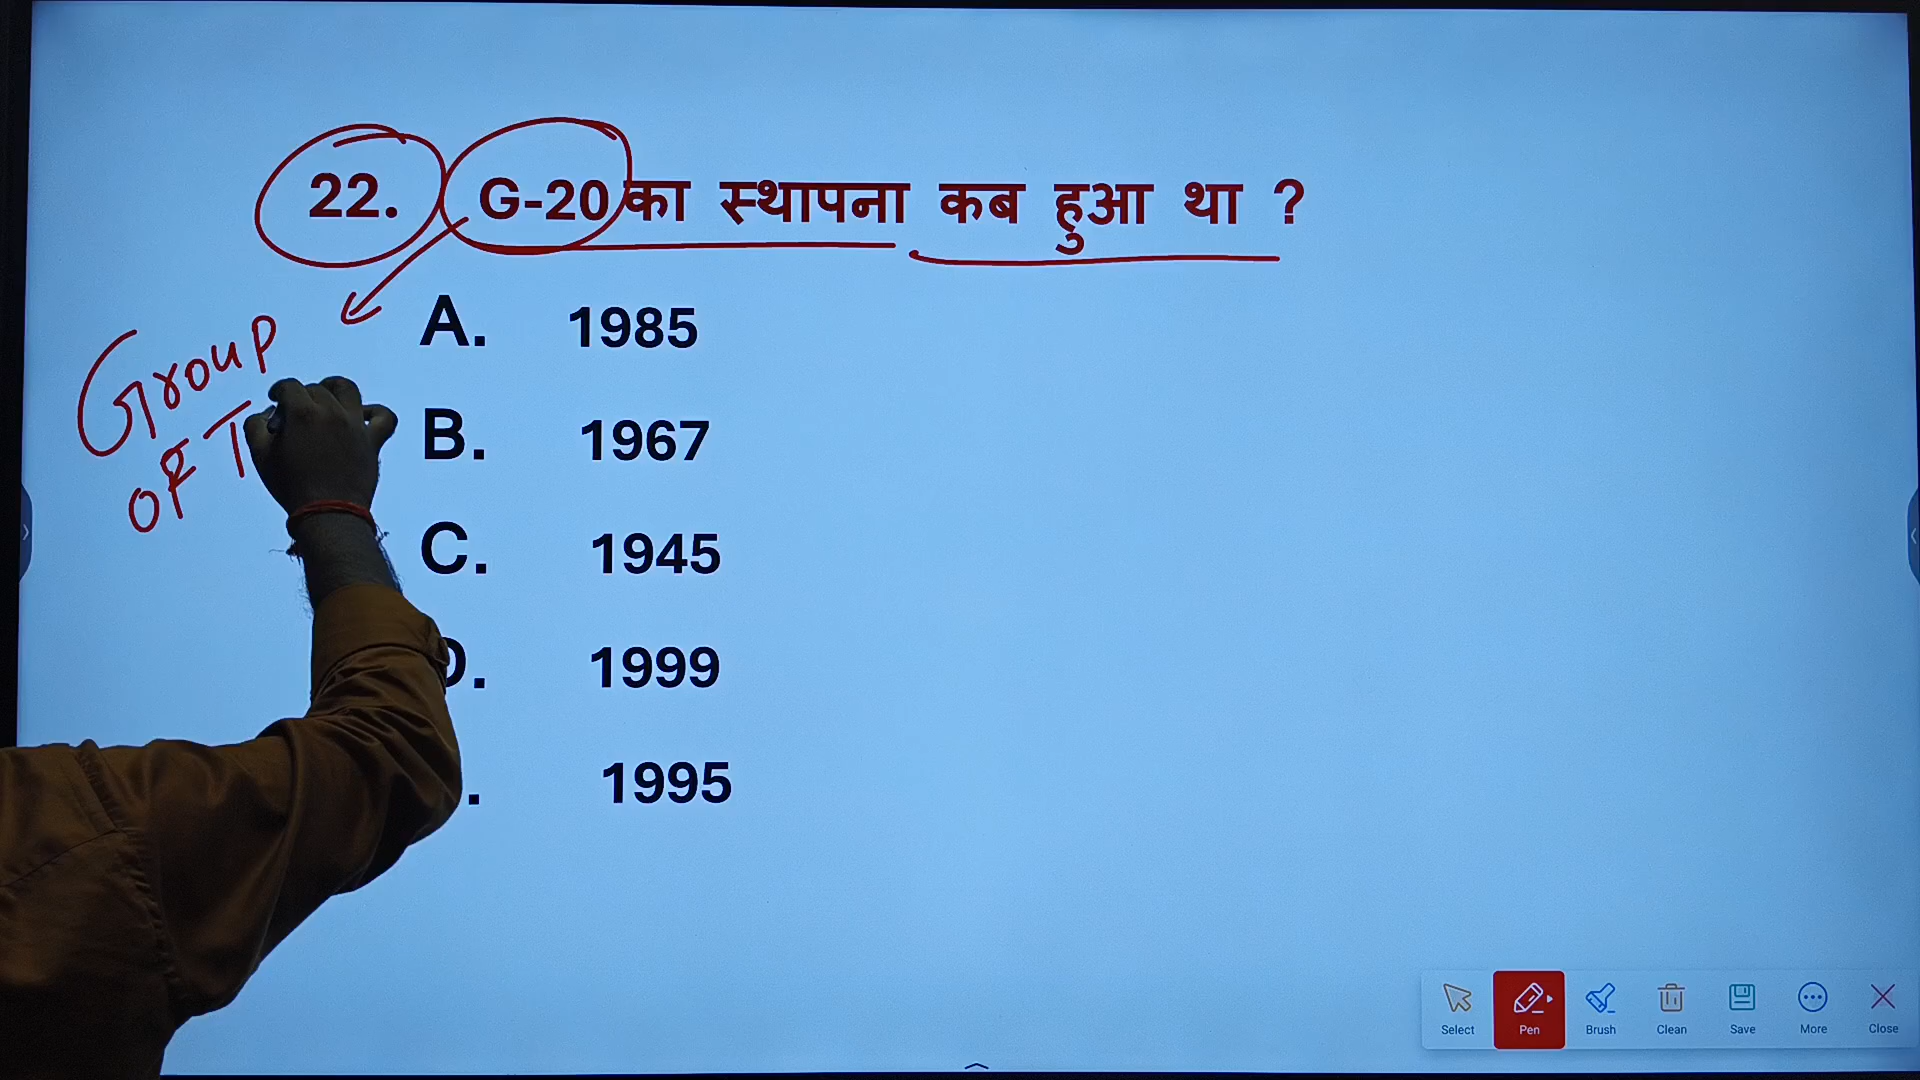 22. G-20 का स्थापना कब हुआ था ?
A. 1985
B. 1967
C. 1945
D. 1999
. 1995
Group
OF T
Select Pen Brush Clean Save More Close